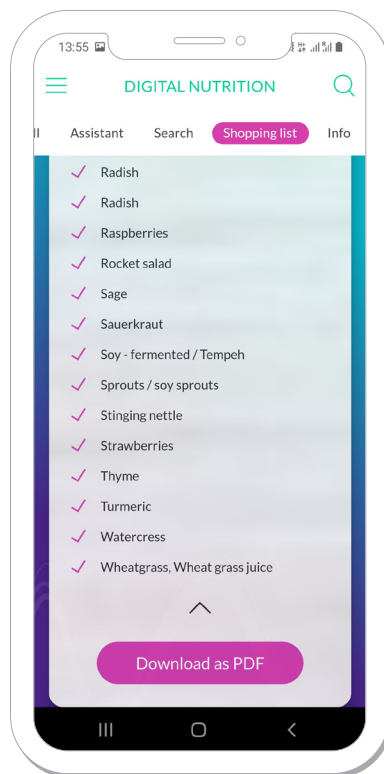 13:55
DIGITAL NUTRITION
ll Assistant Search Shopping list Info
Radish
Radish
Raspberries
Rocket salad
Sage
Sauerkraut
Soy - fermented / Tempeh
Sprouts / soy sprouts
Stinging nettle
Strawberries
Thyme
Turmeric
Watercress
Wheatgrass, Wheat grass juice
Download as PDF